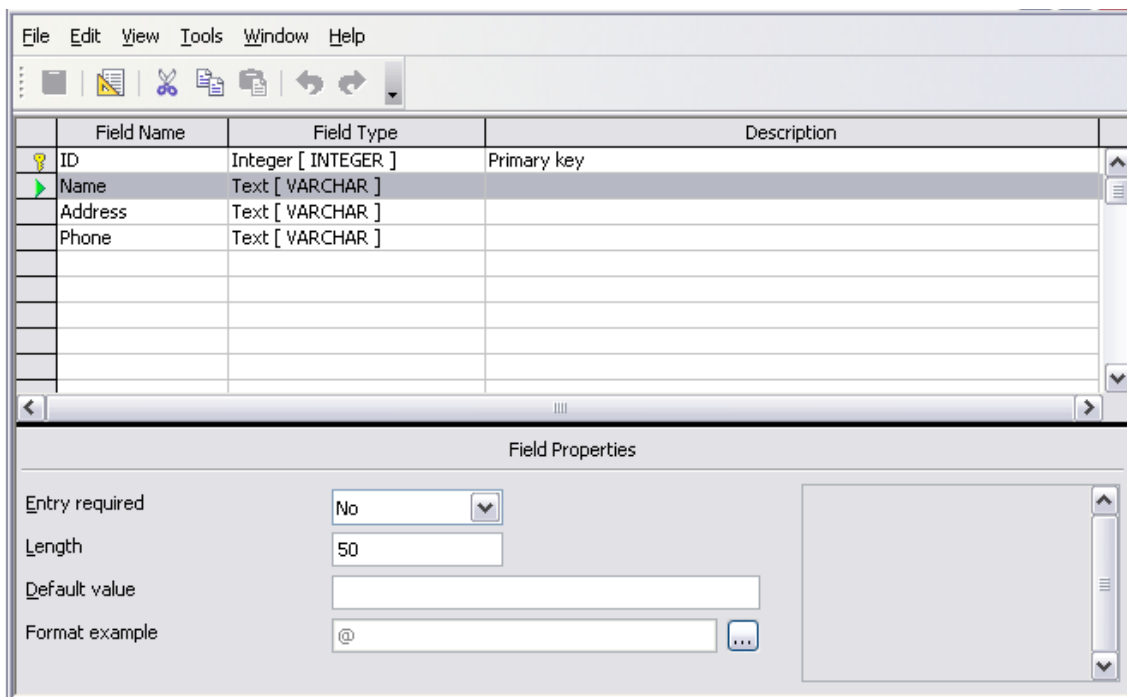 File Edit View Tools Window Help
Field Name Field Type Description
ID Integer [ INTEGER ] Primary key
Name Text [ VARCHAR ]
Address Text [ VARCHAR ]
Phone Text [ VARCHAR ]
Field Properties
Entry required No
Length 50
Default value
Format example @ ...